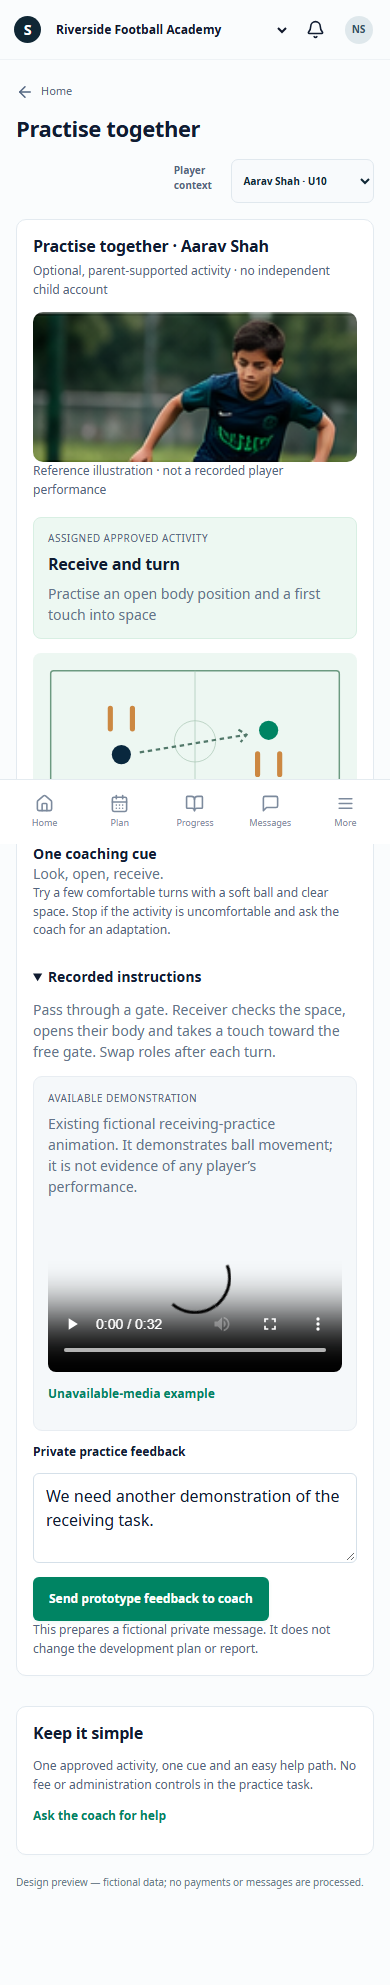 S Riverside Football Academy NS
Home
Practise together
Player
context
Aarav Shah · U10
Practise together · Aarav Shah
Optional, parent-supported activity · no independent
child account
Reference illustration · not a recorded player
performance
ASSIGNED APPROVED ACTIVITY
Receive and turn
Practise an open body position and a first
touch into space
Home Plan Progress Messages More
One coaching cue
Look, open, receive.
Try a few comfortable turns with a soft ball and clear
space. Stop if the activity is uncomfortable and ask the
coach for an adaptation.
Recorded instructions
Pass through a gate. Receiver checks the space,
opens their body and takes a touch toward the
free gate. Swap roles after each turn.
AVAILABLE DEMONSTRATION
Existing fictional receiving-practice
animation. It demonstrates ball movement;
it is not evidence of any player's
performance.
0:00 / 0:32
Unavailable-media example
Private practice feedback
We need another demonstration of the
receiving task.
Send prototype feedback to coach
This prepares a fictional private message. It does not
change the development plan or report.
Keep it simple
One approved activity, one cue and an easy help path. No
fee or administration controls in the practice task.
Ask the coach for help
Design preview — fictional data; no payments or messages are processed.